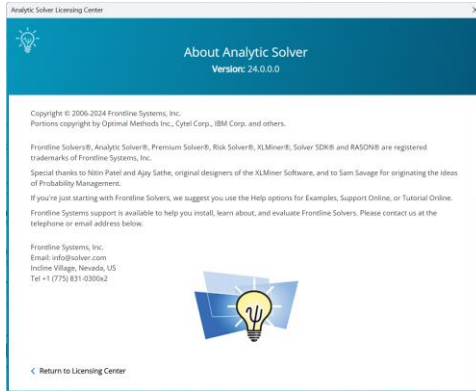 Analytic Solver Licensing Center
About Analytic Solver
Version: 24.0.0.0
Copyright © 2006-2024 Frontline Systems, Inc.
Portions copyright by Optimal Methods Inc., Cytel Corp., IBM Corp. and others.
Frontline Solvers®, Analytic Solver®, Premium Solver®, Risk Solver®, XLMiner®, Solver SDK® and RASON® are registered
trademarks of Frontline Systems, Inc.
Special thanks to Nitin Patel and Ajay Sathe, original designers of the XLMiner Software, and to Sam Savage for originating the ideas
of Probability Management.
If you're just starting with Frontline Solvers, we suggest you use the Help options for Examples, Support Online, or Tutorial Online.
Frontline Systems support is available to help you install, learn about, and evaluate Frontline Solvers. Please contact us at the
telephone or email address below.
Frontline Systems, Inc.
Email: info@solver.com
Incline Village, Nevada, US
Tel +1 (775) 831-0300x2
ψ
Return to Licensing Center